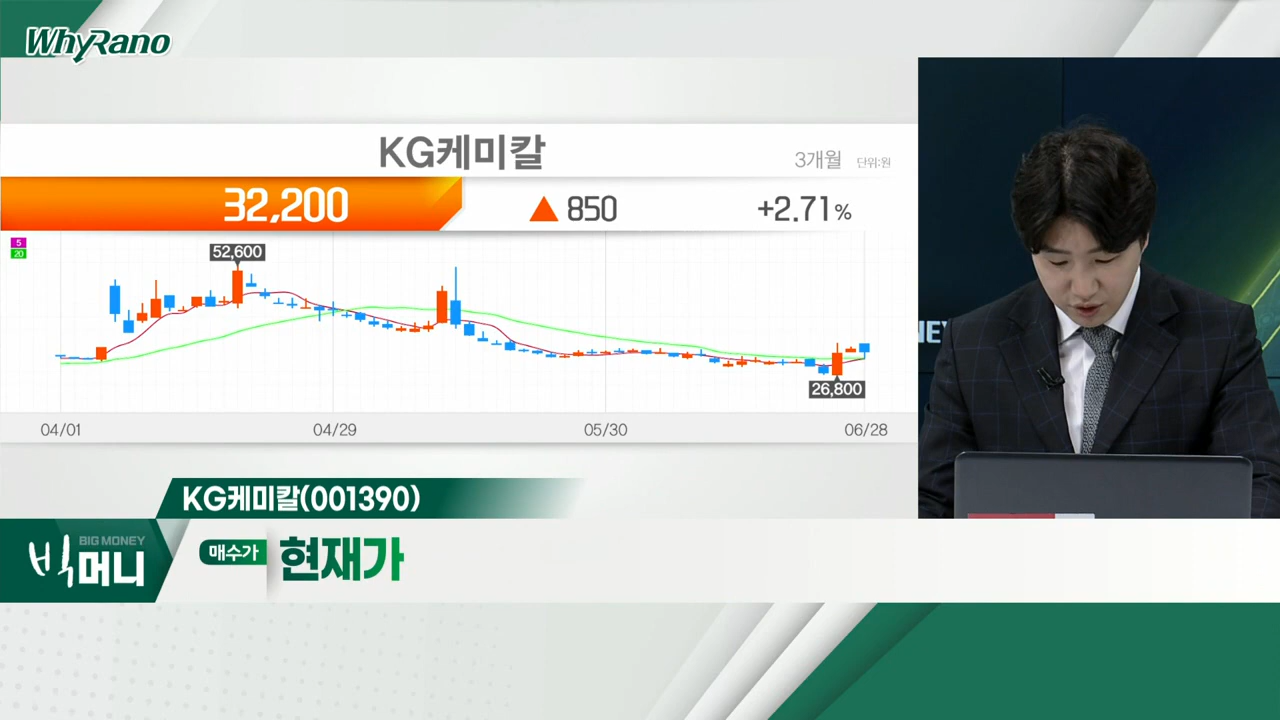 WhyRano
KG케미칼
3개월 단위:원
32,200 ▲ 850 +2.71%
5
20
52,600
26,800
04/01 04/29 05/30 06/28
KG케미칼(001390)
빅머니 BIG MONEY
매수가 현재가